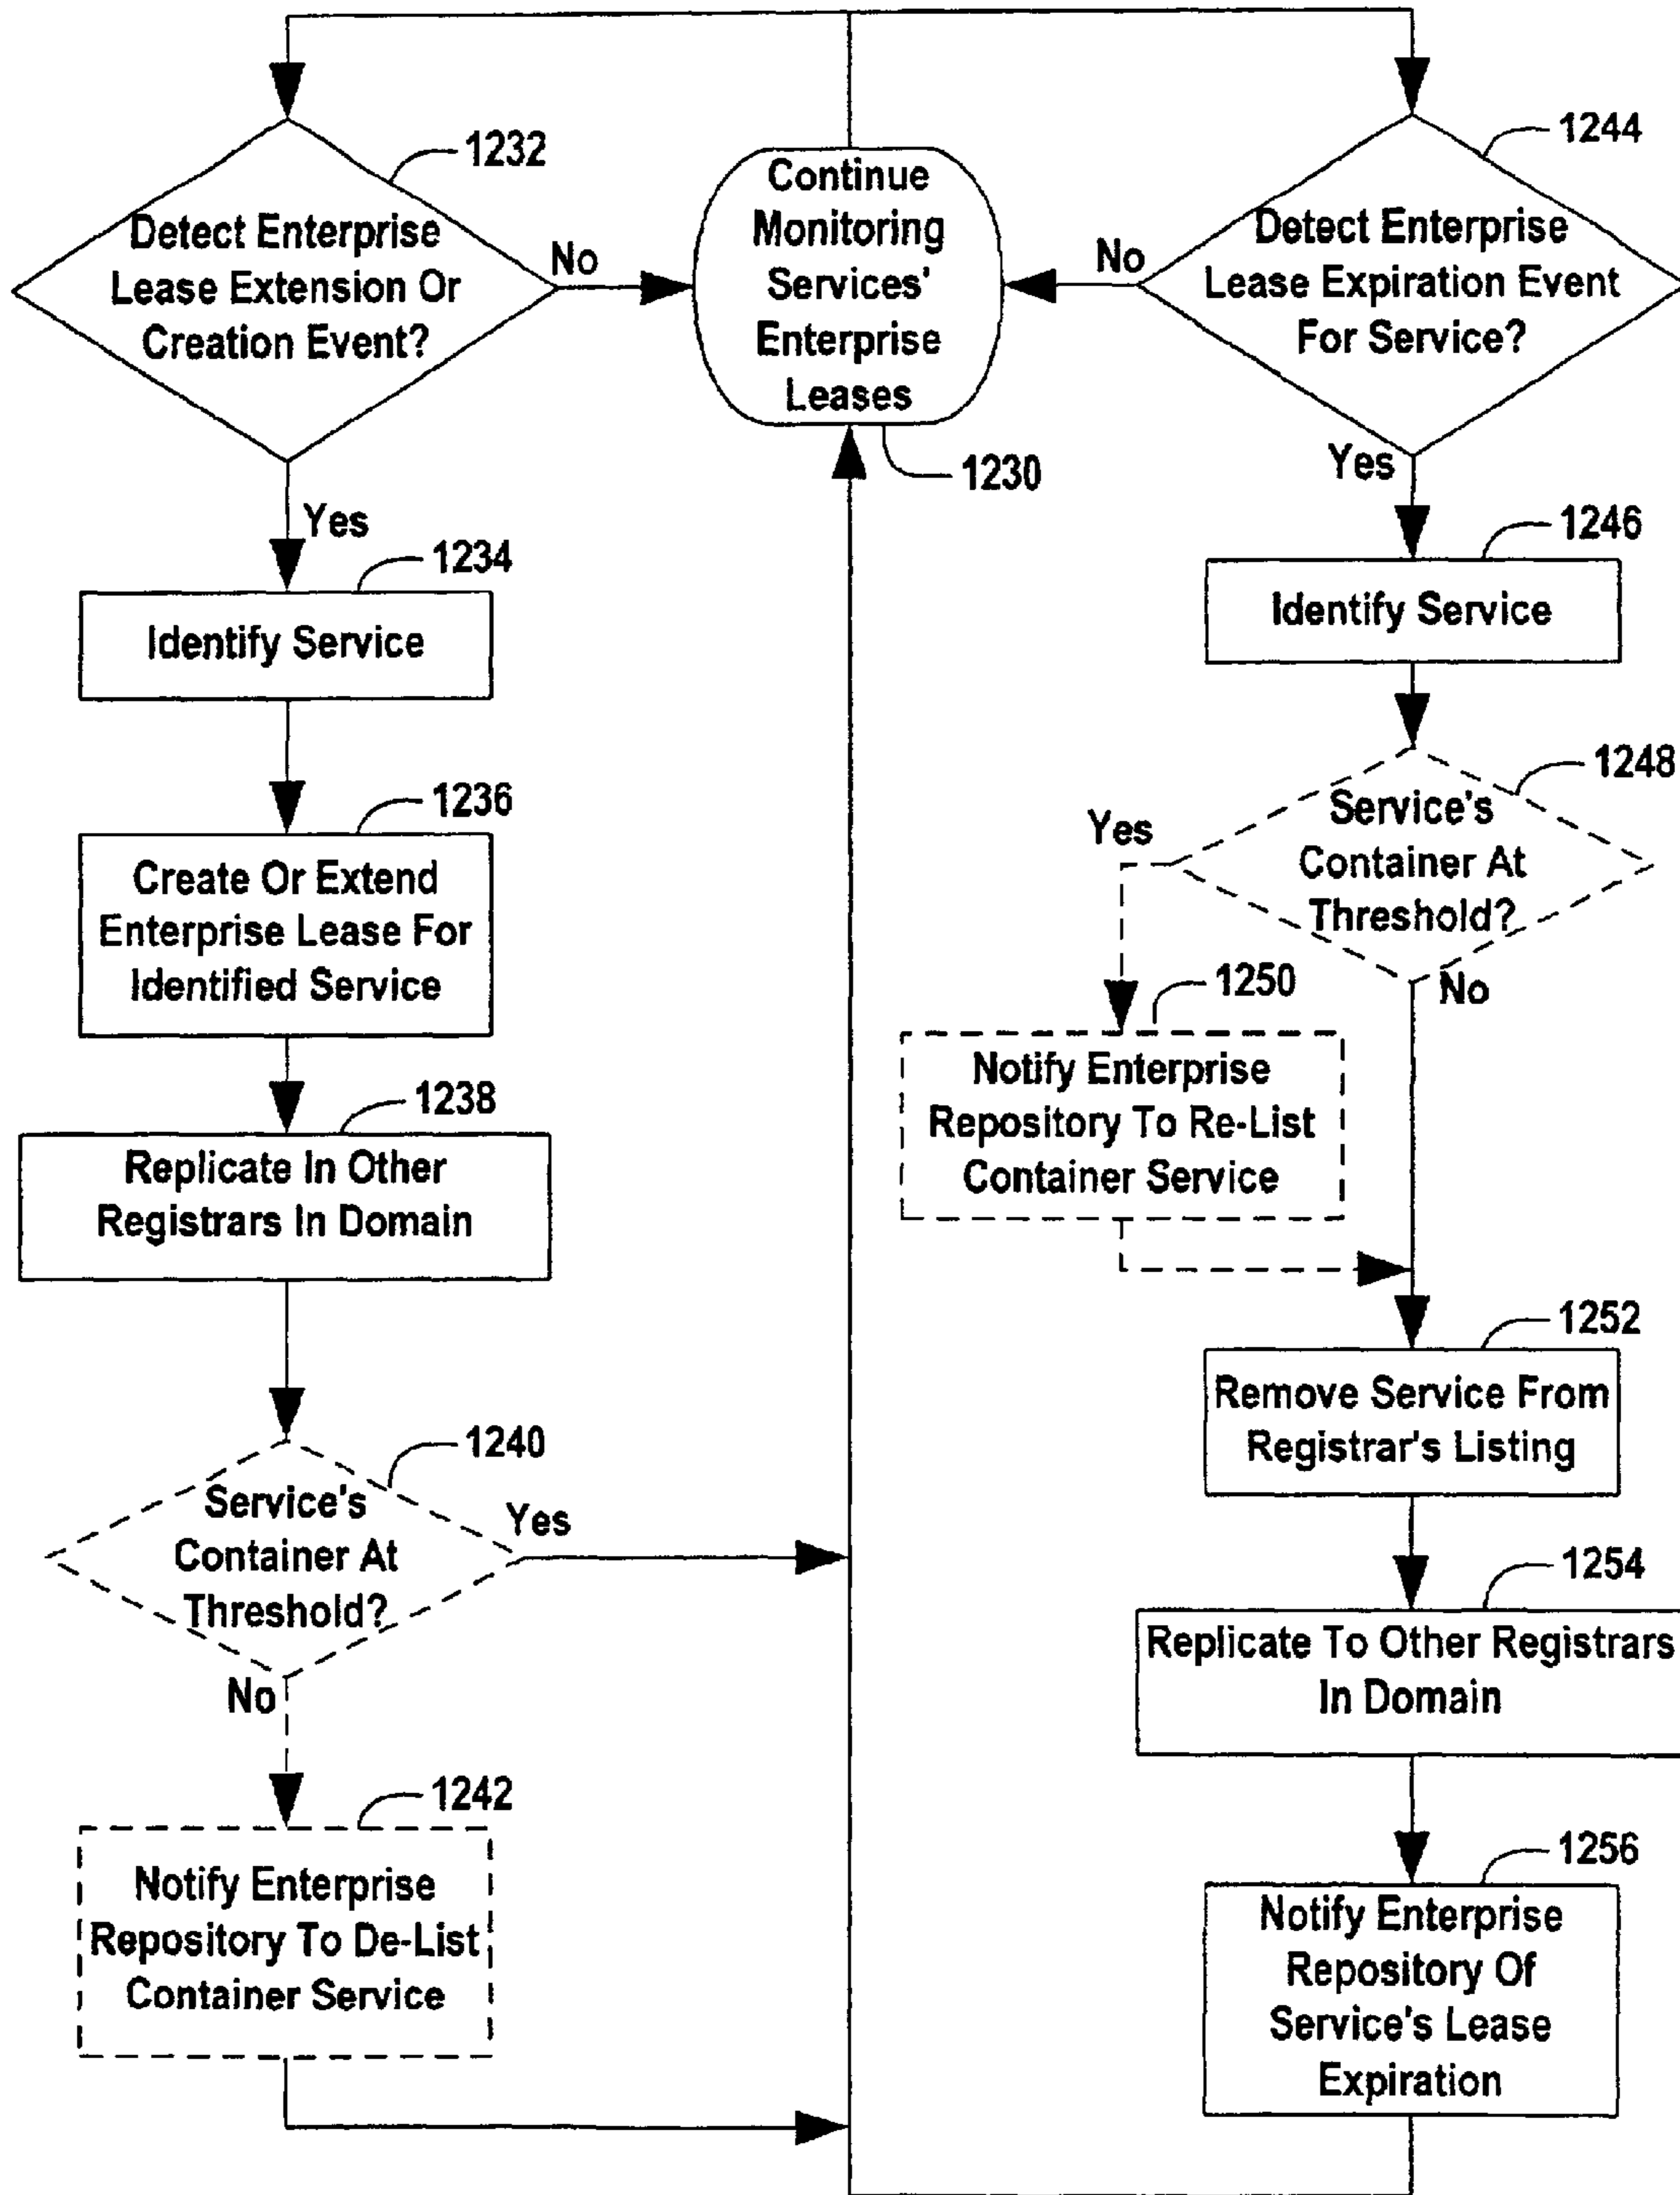 1232
Detect Enterprise
Lease Extension Or
Creation Event?
No
Yes
Continue
Monitoring
Services'
Enterprise
Leases
1230
1244
Detect Enterprise
Lease Expiration Event
For Service?
No
Yes
1234
Identify Service
1236
Create Or Extend
Enterprise Lease For
Identified Service
1238
Replicate In Other
Registrars In Domain
1240
Service's
Container At
Threshold?
Yes
No
1242
Notify Enterprise
Repository To De-List
Container Service
1246
Identify Service
1248
Service's
Container At
Threshold?
Yes
No
1250
Notify Enterprise
Repository To Re-List
Container Service
1252
Remove Service From
Registrar's Listing
1254
Replicate To Other Registrars
In Domain
1256
Notify Enterprise
Repository Of
Service's Lease
Expiration